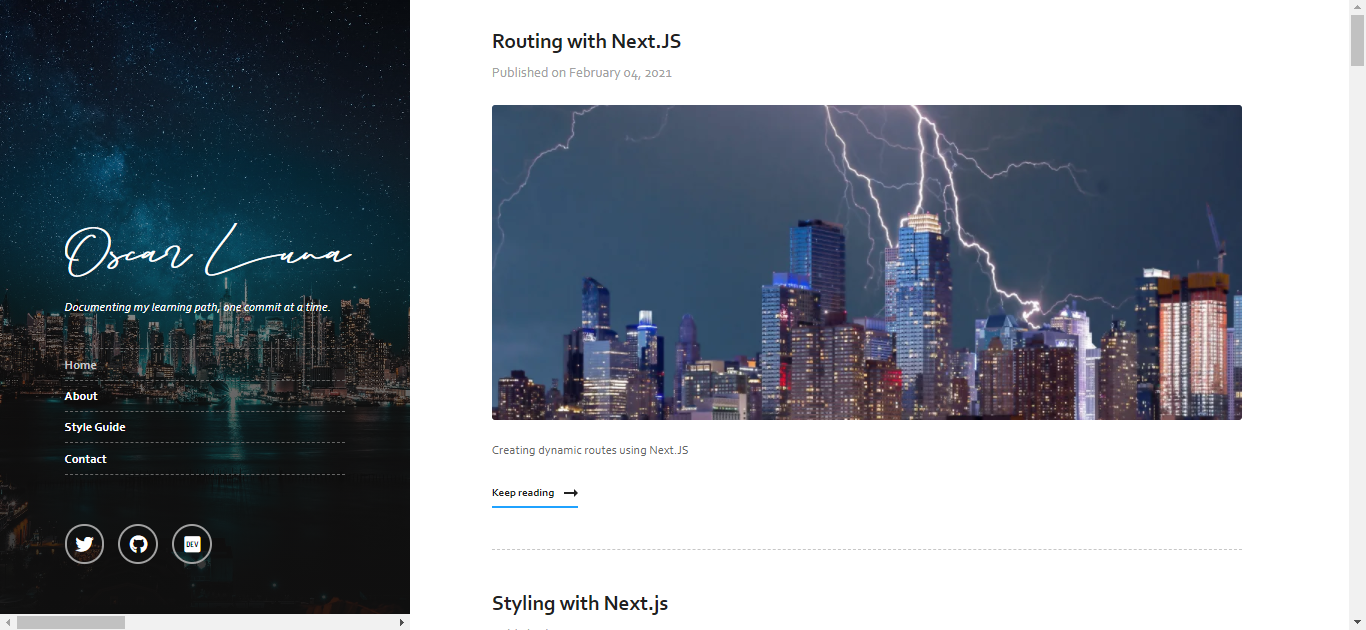 Oscar Luna
Documenting my learning path, one commit at a time.
Home
About
Style Guide
Contact
DEV
Routing with Next.JS
Published on February 04, 2021
Creating dynamic routes using Next.JS
Keep reading
Styling with Next.js